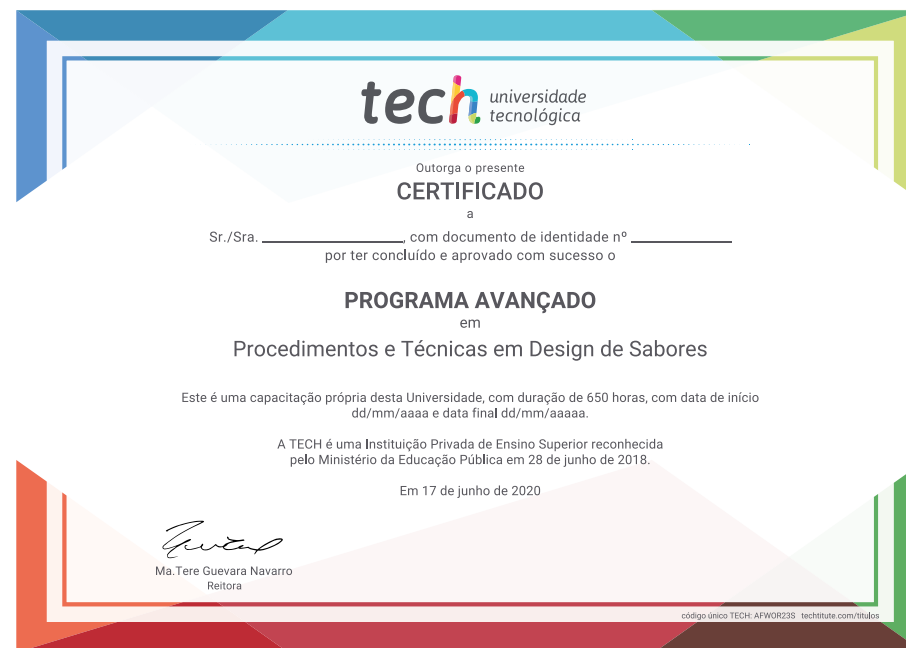 tech universidade
tecnológica
Outorga o presente
CERTIFICADO
a
Sr./Sra. ____________, com documento de identidade nº ____________
por ter concluído e aprovado com sucesso o
PROGRAMA AVANÇADO
em
Procedimentos e Técnicas em Design de Sabores
Este é uma capacitação própria desta Universidade, com duração de 650 horas, com data de início
dd/mm/aaaa e data final dd/mm/aaaaa.
A TECH é uma Instituição Privada de Ensino Superior reconhecida
pelo Ministério da Educação Pública em 28 de junho de 2018.
Em 17 de junho de 2020
Ma.Tere Guevara Navarro
Reitora
código único TECH: AFWOR23S techtitute.com/titulos